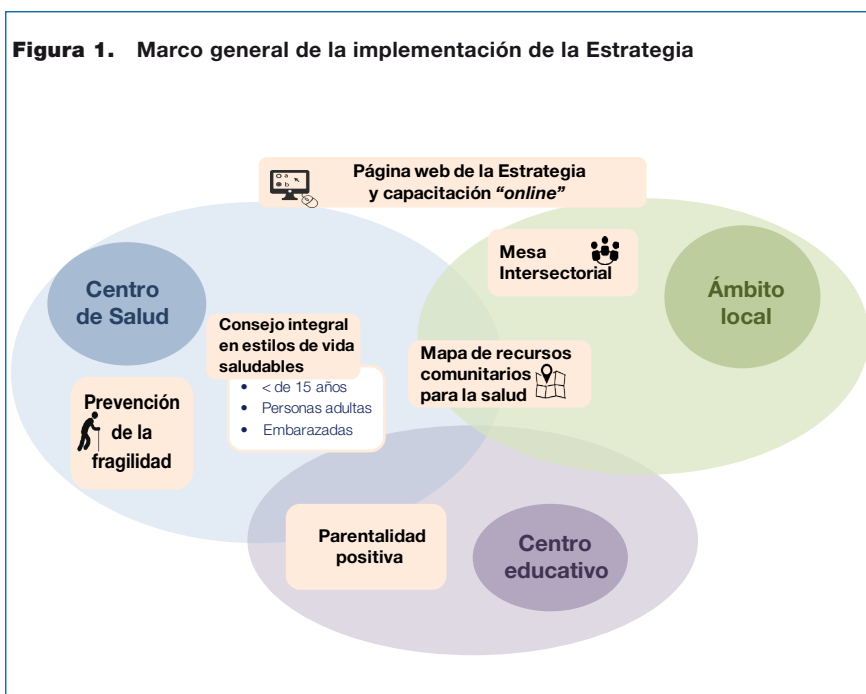 Figura 1. Marco general de la implementación de la Estrategia
Página web de la Estrategia
y capacitación “online”
Mesa
Intersectorial
Centro
de Salud
Ámbito
local
Consejo integral
en estilos de vida
saludables
• < de 15 años
• Personas adultas
• Embarazadas
Mapa de recursos
comunitarios
para la salud
Prevención
de la
fragilidad
Parentalidad
positiva
Centro
educativo